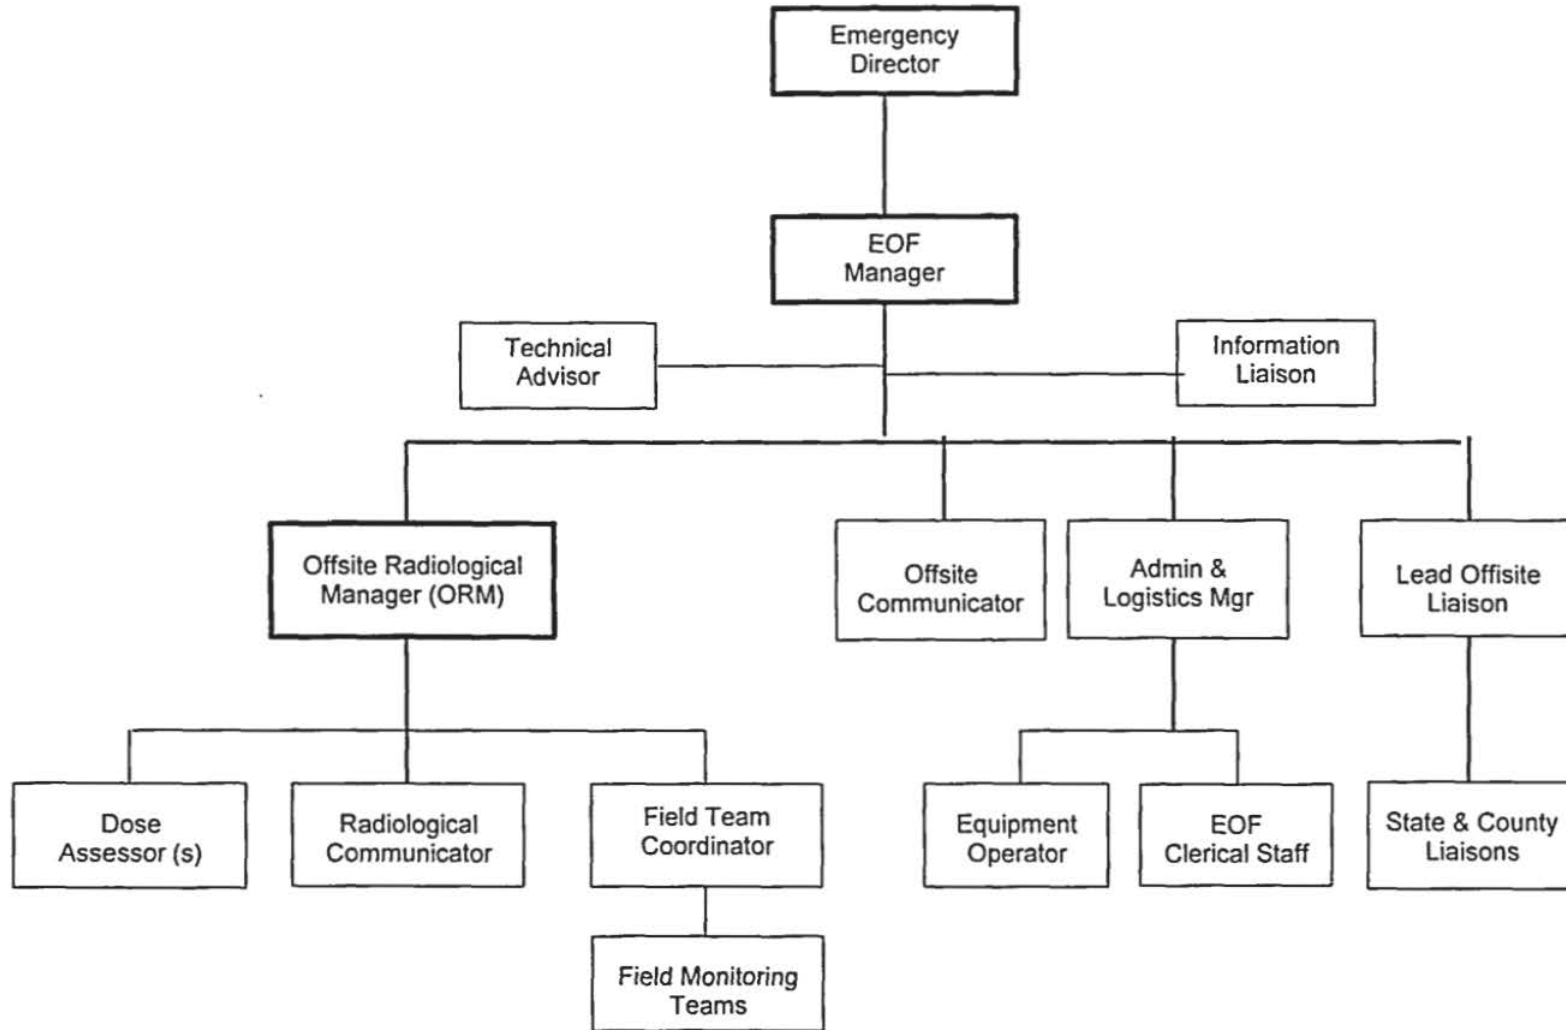 Emergency
Director
EOF
Manager
Technical
Advisor
Information
Liaison
Offsite Radiological
Manager (ORM)
Offsite
Communicator
Admin &
Logistics Mgr
Lead Offisite
Liaison
Dose
Assessor (s)
Radiological
Communicator
Field Team
Coordinator
Equipment
Operator
EOF
Clerical Staff
State & County
Liaisons
Field Monitoring
Teams